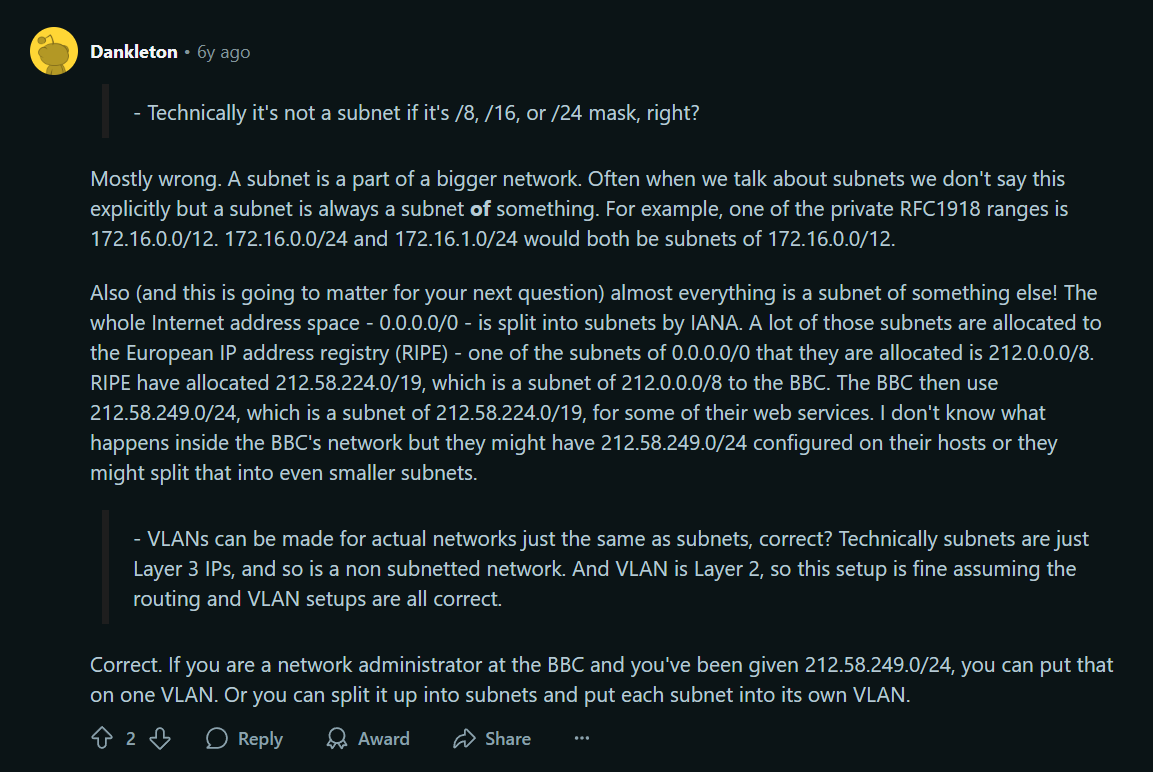 Dankleton • 6y ago
- Technically it's not a subnet if it's /8, /16, or /24 mask, right?
Mostly wrong. A subnet is a part of a bigger network. Often when we talk about subnets we don't say this
explicitly but a subnet is always a subnet of something. For example, one of the private RFC1918 ranges is
172.16.0.0/12. 172.16.0.0/24 and 172.16.1.0/24 would both be subnets of 172.16.0.0/12.
Also (and this is going to matter for your next question) almost everything is a subnet of something else! The
whole Internet address space - 0.0.0.0/0 - is split into subnets by IANA. A lot of those subnets are allocated to
the European IP address registry (RIPE) - one of the subnets of 0.0.0.0/0 that they are allocated is 212.0.0.0/8.
RIPE have allocated 212.58.224.0/19, which is a subnet of 212.0.0.0/8 to the BBC. The BBC then use
212.58.249.0/24, which is a subnet of 212.58.224.0/19, for some of their web services. I don't know what
happens inside the BBC's network but they might have 212.58.249.0/24 configured on their hosts or they
might split that into even smaller subnets.
- VLANs can be made for actual networks just the same as subnets, correct? Technically subnets are just
Layer 3 IPs, and so is a non subnetted network. And VLAN is Layer 2, so this setup is fine assuming the
routing and VLAN setups are all correct.
Correct. If you are a network administrator at the BBC and you've been given 212.58.249.0/24, you can put that
on one VLAN. Or you can split it up into subnets and put each subnet into its own VLAN.
2 Reply Award Share ...